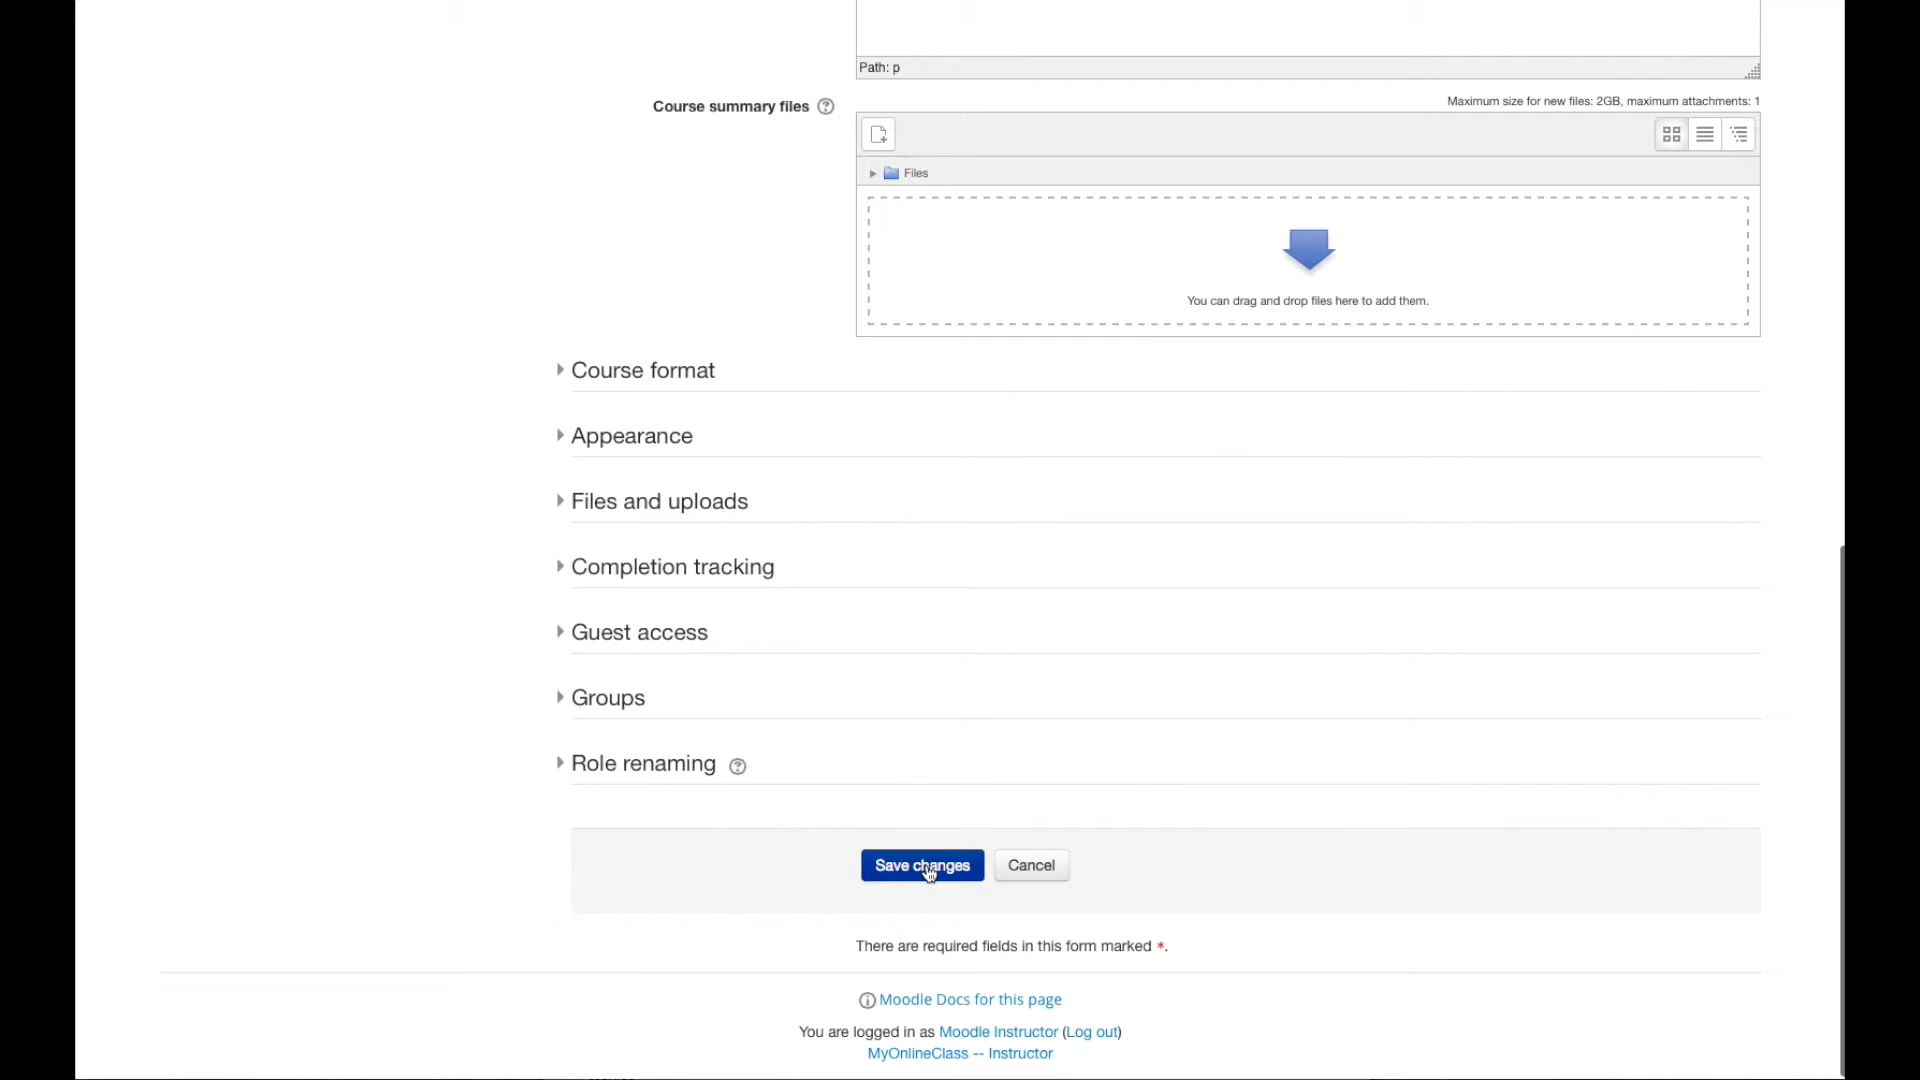 Path: p
Course summary files
Maximum size for new files: 2GB, maximum attachments: 1
Files
You can drag and drop files here to add them.
Course format
Appearance
Files and uploads
Completion tracking
Guest access
Groups
Role renaming
Save changes Cancel
There are required fields in this form marked *.
Moodle Docs for this page
You are logged in as Moodle Instructor (Log out)
MyOnlineClass -- Instructor